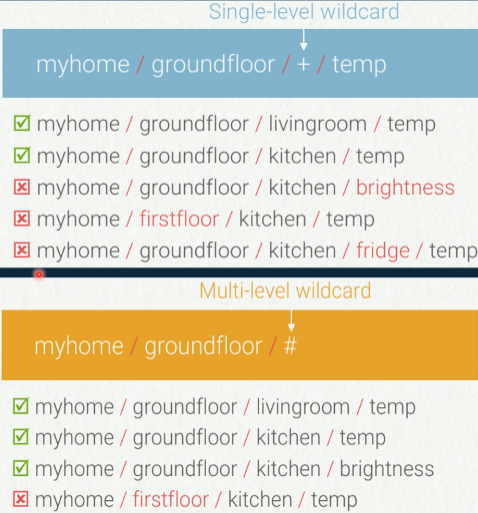 Single-level wildcard
myhome / groundfloor / + / temp
myhome / groundfloor / livingroom / temp
myhome / groundfloor / kitchen / temp
myhome / groundfloor / kitchen / brightness
myhome / firstfloor / kitchen / temp
myhome / groundfloor / kitchen / fridge / temp
Multi-level wildcard
myhome / groundfloor / #
myhome / groundfloor / livingroom / temp
myhome / groundfloor / kitchen / temp
myhome / groundfloor / kitchen / brightness
myhome / firstfloor / kitchen / temp